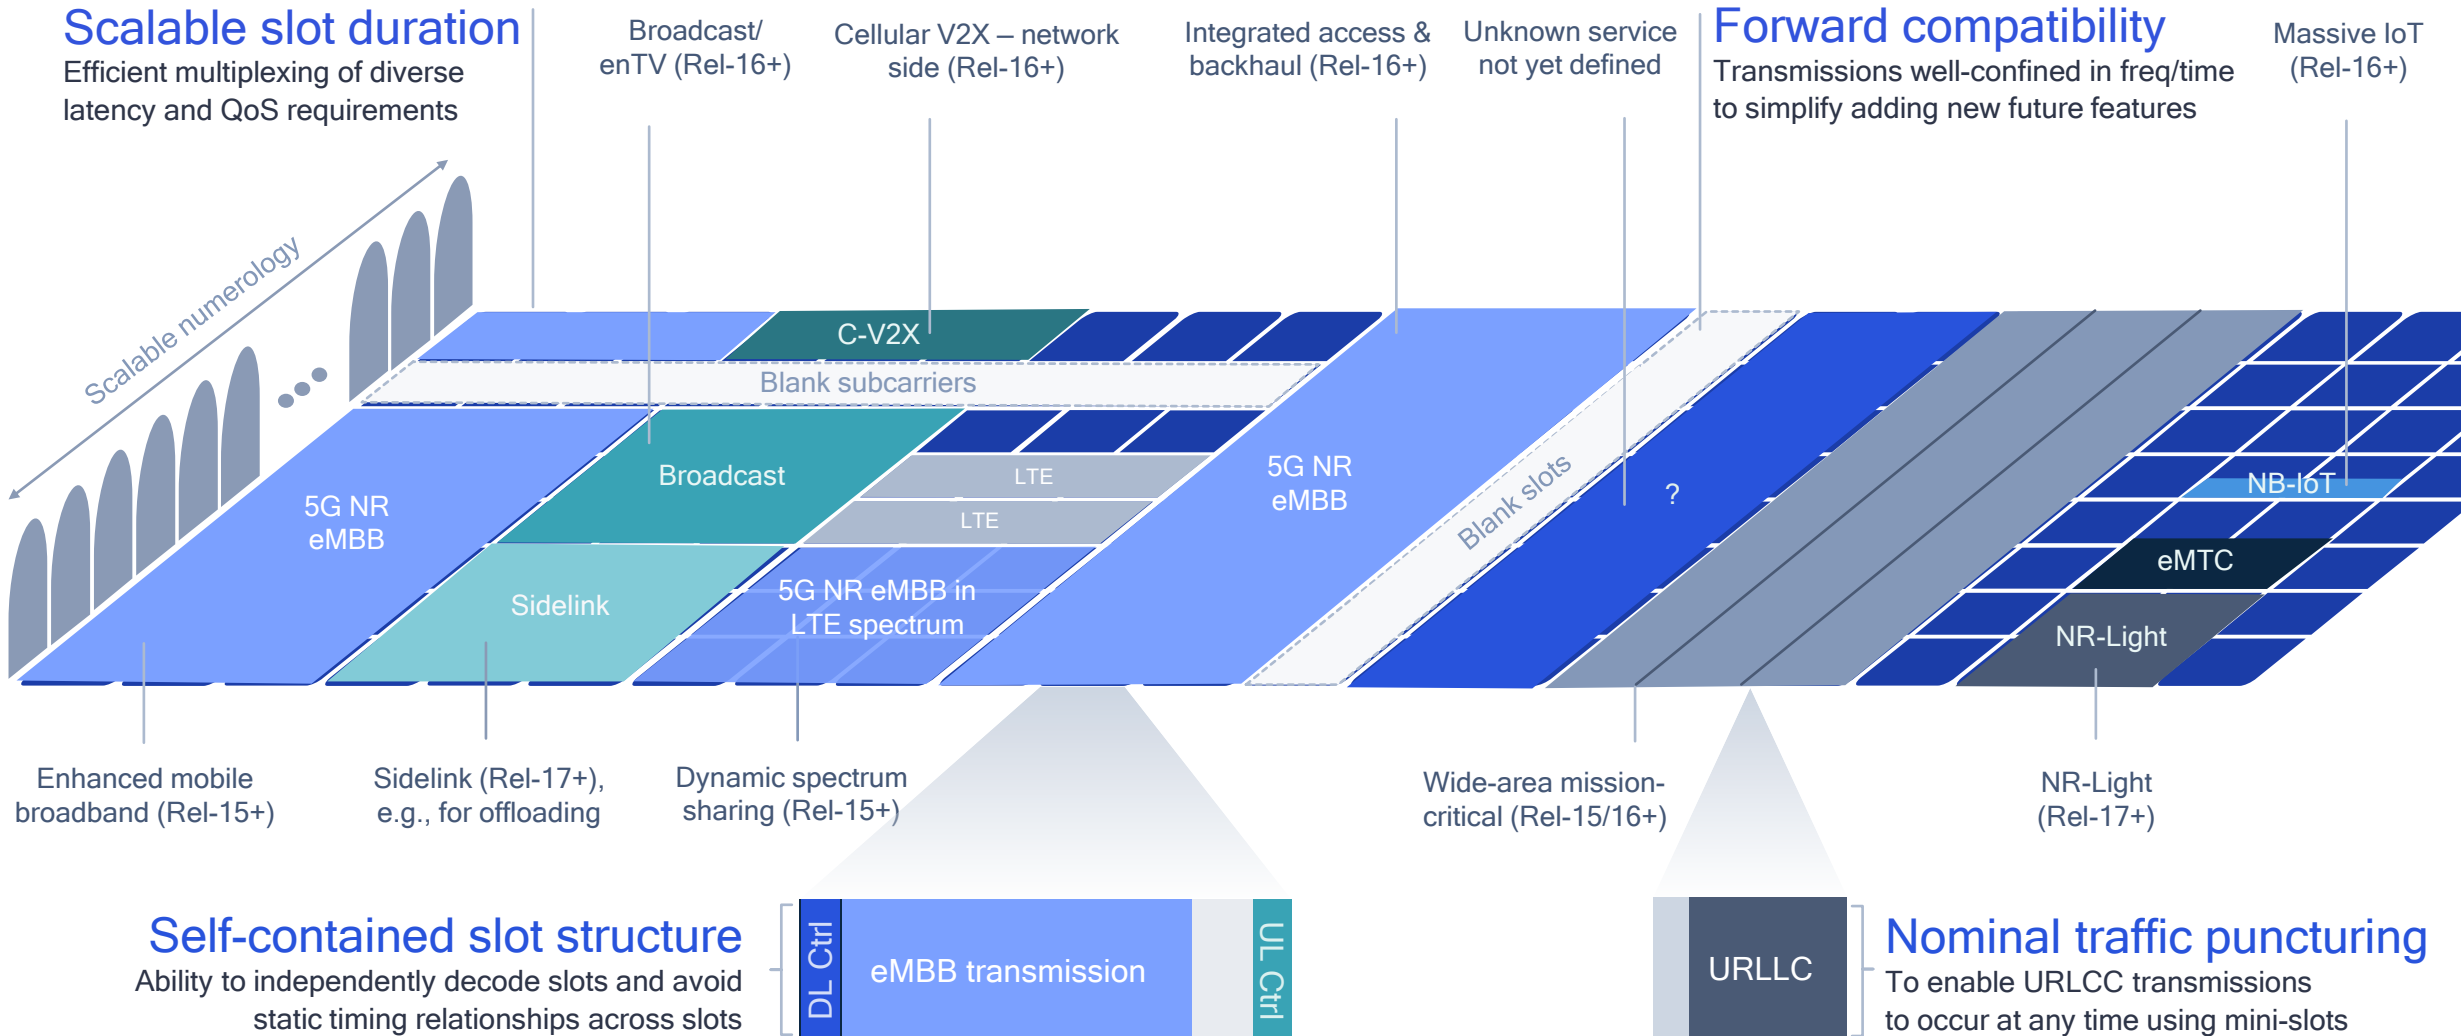 Scalable slot duration
Efficient multiplexing of diverse
latency and QoS requirements
Broadcast/
enTV (Rel-16+)
Cellular V2X – network
side (Rel-16+)
Integrated access &
backhaul (Rel-16+)
Unknown service
not yet defined
Forward compatibility
Transmissions well-confined in freq/time
to simplify adding new future features
Massive IoT
(Rel-16+)
Scalable numerology
C-V2X
Blank subcarriers
5G NR
eMBB
Broadcast
LTE
LTE
Sidelink
5G NR eMBB in
LTE spectrum
5G NR
eMBB
Blank slots
?
NB-IoT
eMTC
NR-Light
Enhanced mobile
broadband (Rel-15+)
Sidelink (Rel-17+),
e.g., for offloading
Dynamic spectrum
sharing (Rel-15+)
Wide-area mission-
critical (Rel-15/16+)
NR-Light
(Rel-17+)
Self-contained slot structure
Ability to independently decode slots and avoid
static timing relationships across slots
DL Ctrl
eMBB transmission
UL Ctrl
URLLC
Nominal traffic puncturing
To enable URLCC transmissions
to occur at any time using mini-slots